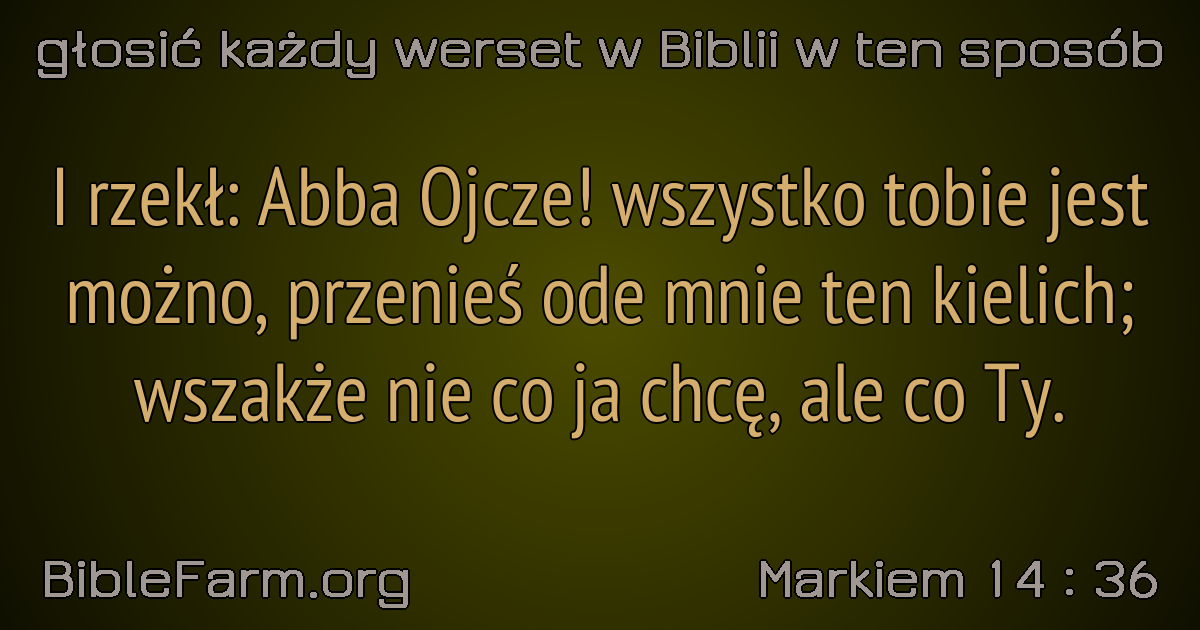 głosić każdy werset w Biblii w ten sposób
I rzekł: Abba Ojcze! wszystko tobie jest
możno, przenieś ode mnie ten kielich;
wszakże nie co ja chcę, ale co Ty.
BibleFarm.org
Markiem 14 : 36